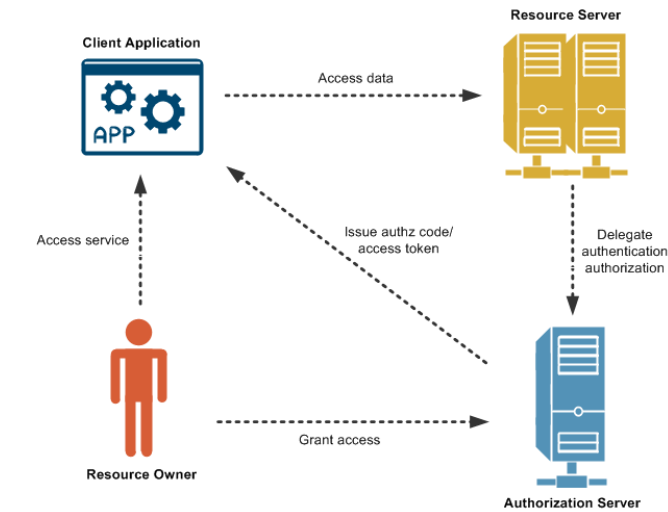 Resource Server
Client Application
Access data
APP
Issue authz code/
access token
Delegate
authentication
authorization
Access service
Grant access
Resource Owner
Authorization Server